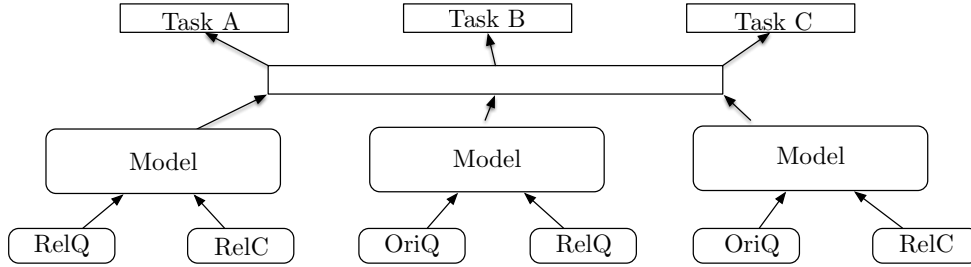 Task A
Task B
Task C
Model
Model
Model
RelQ
RelC
OriQ
RelQ
OriQ
RelC